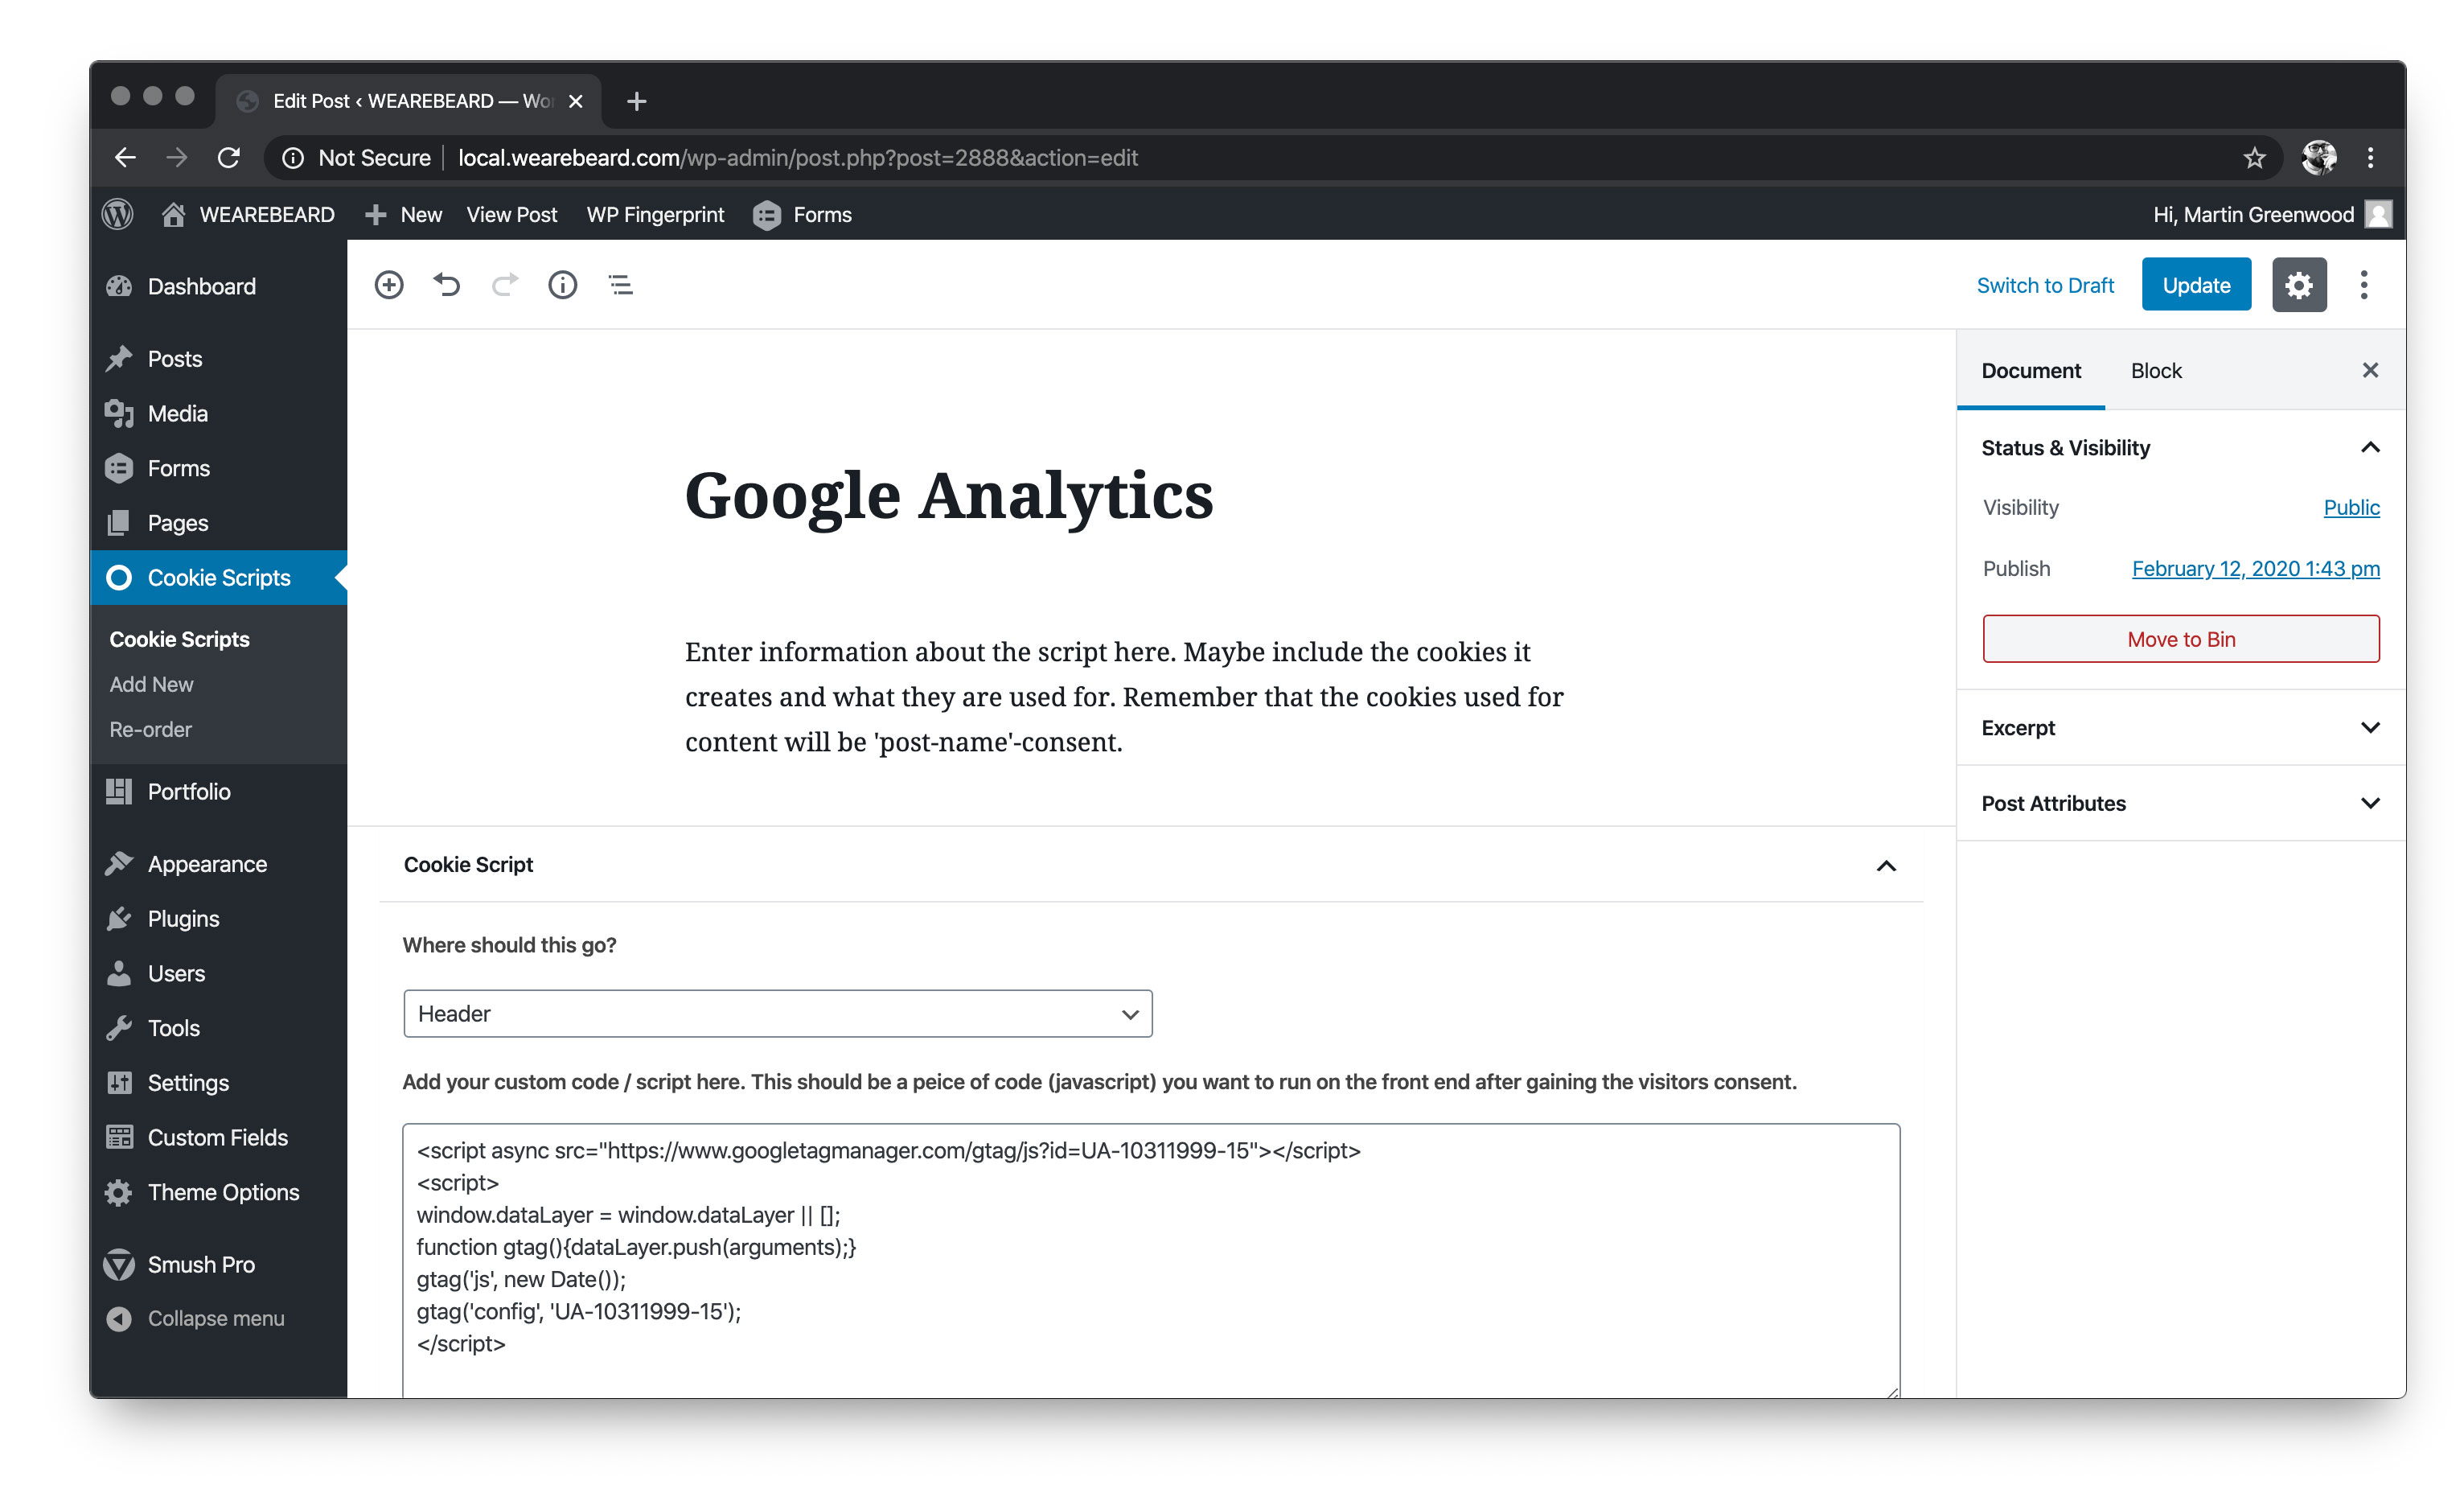 Edit Post ‹ WEAREBEARD — Wor
Not Secure
local.wearebeard.com/wp-admin/post.php?post=2888&action=edit
WEAREBEARD
New
View Post
WP Fingerprint
Forms
Hi, Martin Greenwood
Dashboard
Posts
Media
Forms
Pages
Cookie Scripts
Cookie Scripts
Add New
Re-order
Portfolio
Appearance
Plugins
Users
Tools
Settings
Custom Fields
Theme Options
Smush Pro
Collapse menu
Switch to Draft
Update
Google Analytics
Enter information about the script here. Maybe include the cookies it
creates and what they are used for. Remember that the cookies used for
content will be 'post-name'-consent.
Cookie Script
Where should this go?
Header
Add your custom code / script here. This should be a peice of code (javascript) you want to run on the front end after gaining the visitors consent.
<script async src="https://www.googletagmanager.com/gtag/js?id=UA-10311999-15"></script>
<script>
window.dataLayer = window.dataLayer || [];
function gtag(){dataLayer.push(arguments);}
gtag('js', new Date());
gtag('config', 'UA-10311999-15');
</script>
Document
Block
Status & Visibility
Visibility
Public
Publish
February 12, 2020 1:43 pm
Move to Bin
Excerpt
Post Attributes